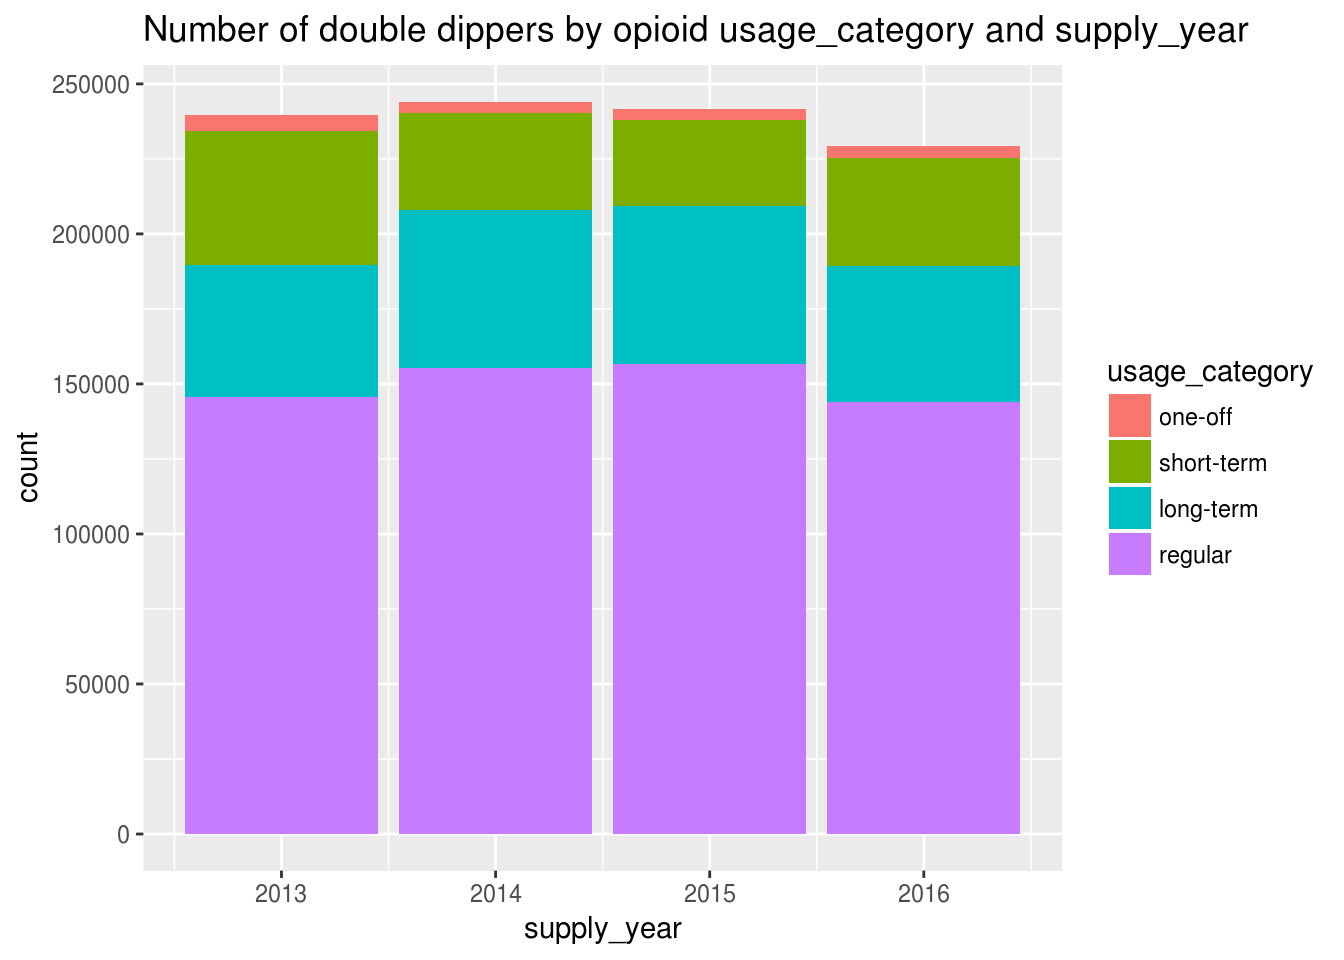 Number of double dippers by opioid usage_category and supply_year
250000
200000
150000
100000
50000
0
count
2013 2014 2015 2016
supply_year
usage_category
one-off
short-term
long-term
regular